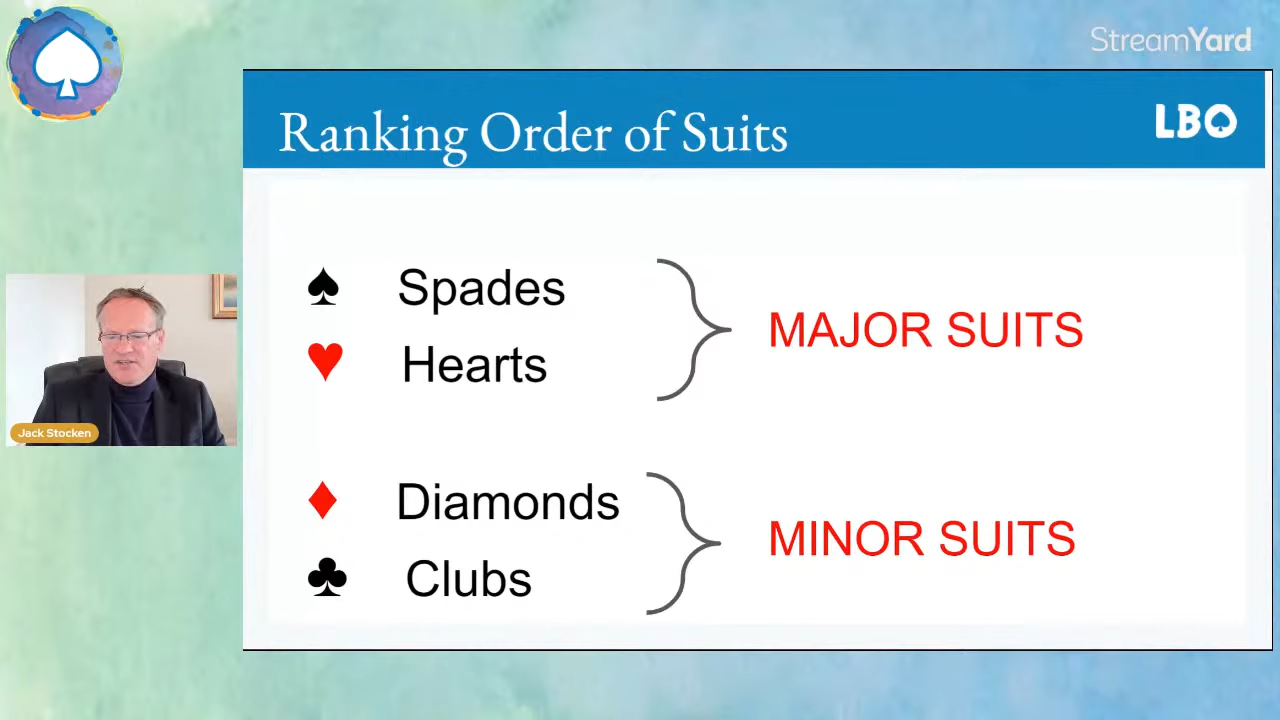 StreamYard
Ranking Order of Suits
LBO
♠ Spades
♥ Hearts
MAJOR SUITS
♦ Diamonds
♣ Clubs
MINOR SUITS
Jack Stocken